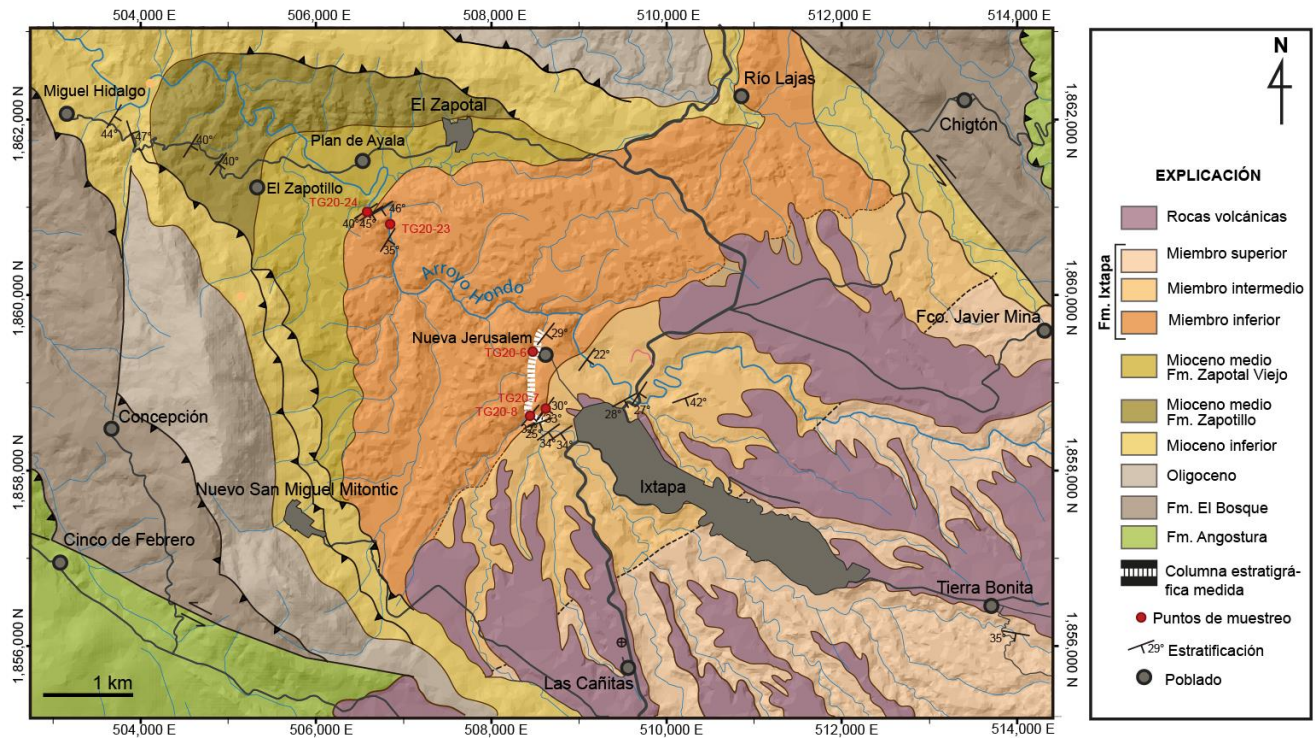 504,000 E
506,000 E
508,000 E
510,000 E
512,000 E
514,000 E
1,862,000 N
1,860,000 N
1,858,000 N
1,856,000 N
Miguel Hidalgo
44°
47°
40°
40°
El Zapotal
Plan de Ayala
El Zapotillo
TG20-24
40°
45°
46°
TG20-23
35°
Río Lajas
Chigtón
1,862,000 N
Arroyo Hondo
Nueva Jerusalem
29°
TG20-6
22°
TG20-7
TG20-8
30°
33°
34°
34°
28°
27°
42°
Fco. Javier Mina
1,860,000 N
Concepción
Nuevo San Miguel Mitontic
Cinco de Febrero
Ixtapa
1,858,000 N
Tierra Bonita
35°
Las Cañitas
1,856,000 N
1 km
504,000 E
506,000 E
508,000 E
510,000 E
512,000 E
514,000 E
N
EXPLICACIÓN
Rocas volcánicas
Fm. Ixtapa
Miembro superior
Miembro intermedio
Miembro inferior
Mioceno medio
Fm. Zapotal Viejo
Mioceno medio
Fm. Zapotillo
Mioceno inferior
Oligoceno
Fm. El Bosque
Fm. Angostura
Columna estratigrá-
fica medida
Puntos de muestreo
29° Estratificación
Poblado